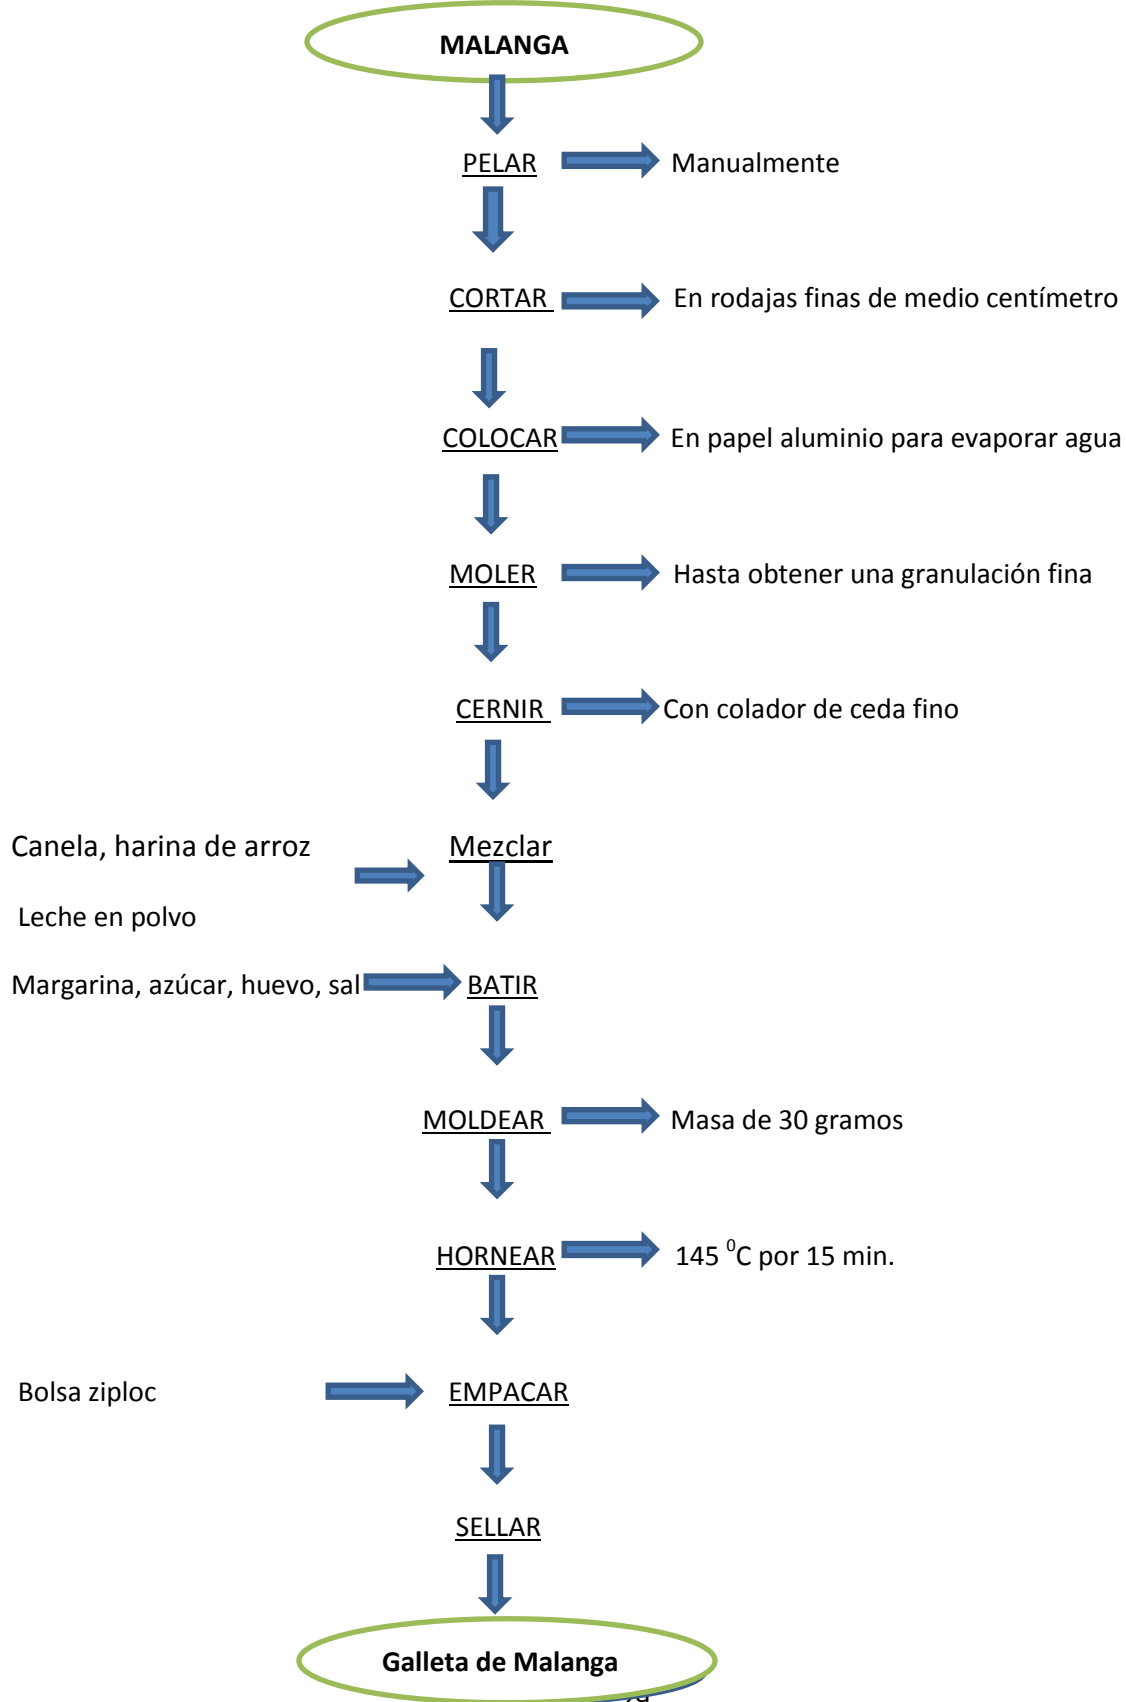 MALANGA
PELAR Manualmente
CORTAR En rodajas finas de medio centímetro
COLOCAR En papel aluminio para evaporar agua
MOLER Hasta obtener una granulación fina
CERNIR Con colador de ceda fino
Canela, harina de arroz Mezclar
Leche en polvo
Margarina, azúcar, huevo, sal BATIR
MOLDEAR Masa de 30 gramos
HORNEAR 145 ⁰C por 15 min.
Bolsa ziploc EMPACAR
SELLAR
Galleta de Malanga